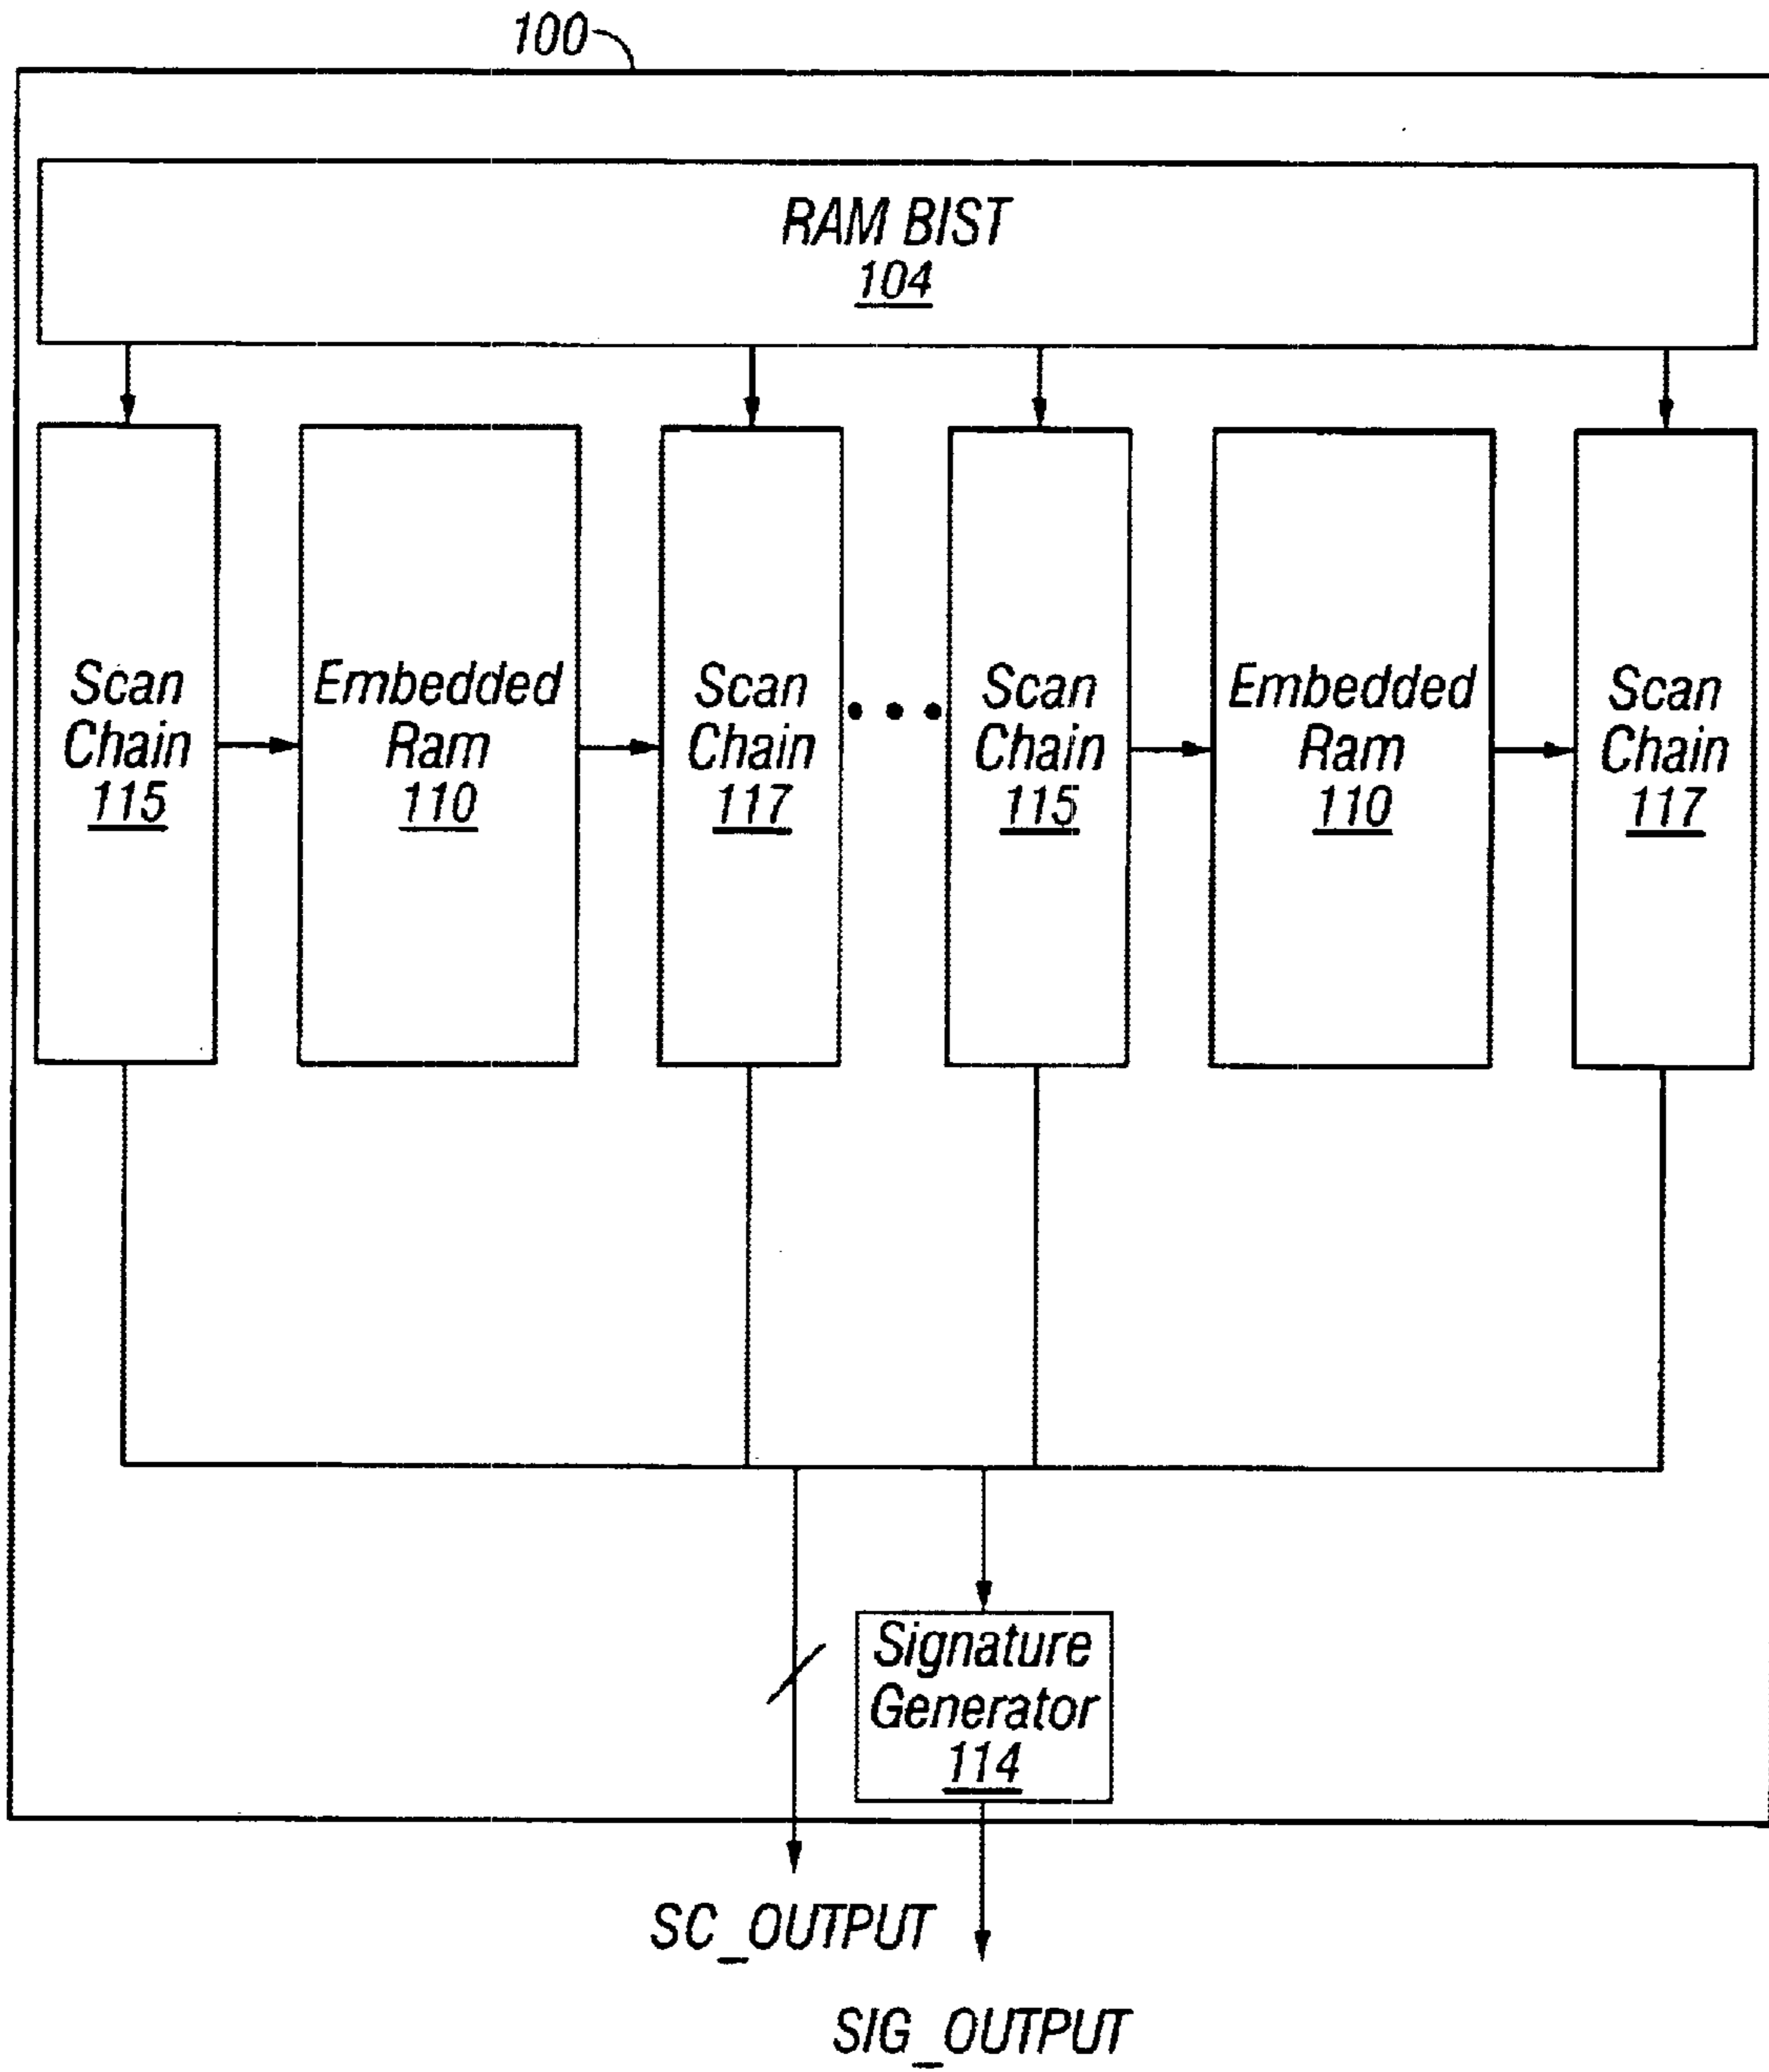 100
RAM BIST
104
Scan
Chain
115
Embedded
Ram
110
Scan
Chain
117
Scan
Chain
115
Embedded
Ram
110
Scan
Chain
117
Signature
Generator
114
SC_OUTPUT
SIG_OUTPUT